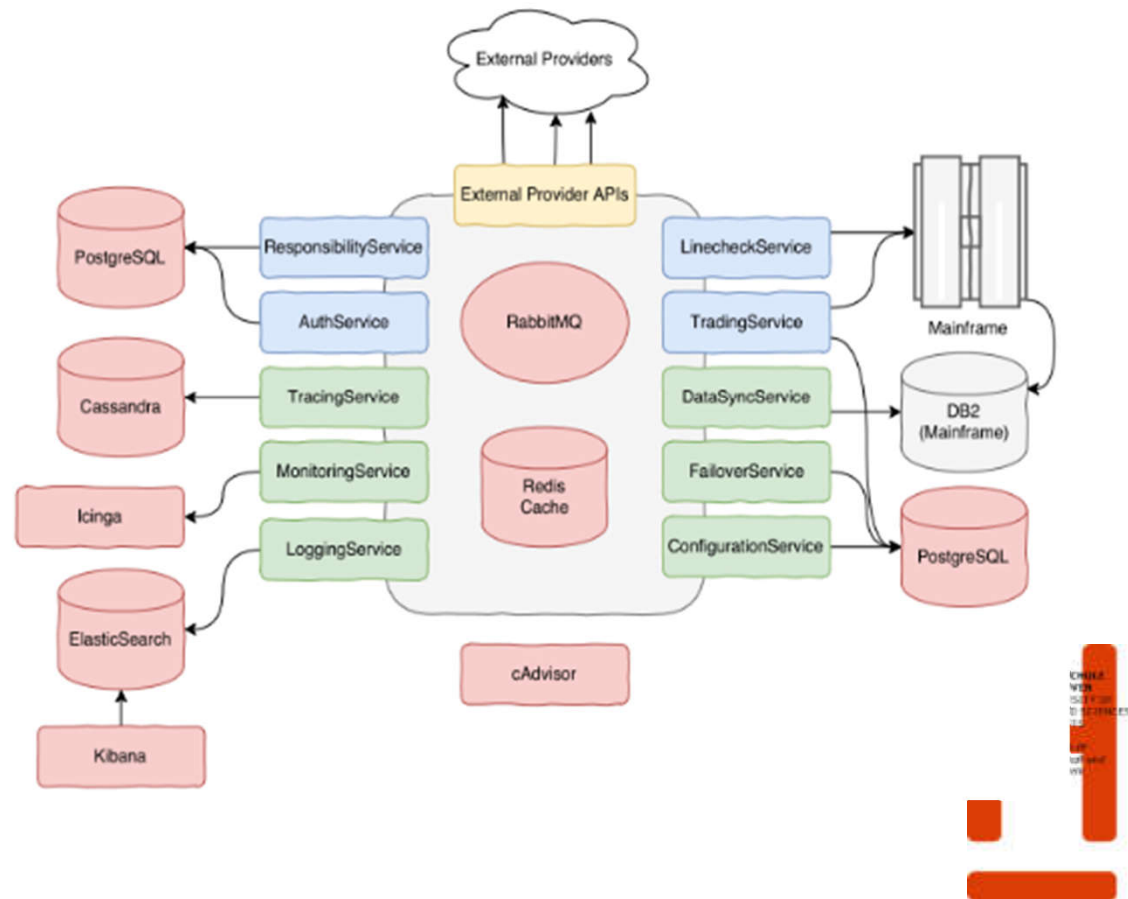 External Providers
External Provider APIs
ResponsibilityService
AuthService
TracingService
MonitoringService
LoggingService
PostgreSQL
Cassandra
Icinga
ElasticSearch
Kibana
RabbitMQ
Redis
Cache
cAdvisor
LinecheckService
TradingService
DataSyncService
FailoverService
ConfigurationService
Mainframe
DB2
(Mainframe)
PostgreSQL